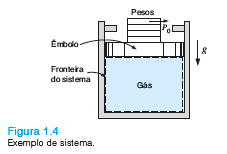 Pesos
P0
Êmbolo
g
Fronteira
do sistema
Gás
Figura 1.4
Exemplo de sistema.